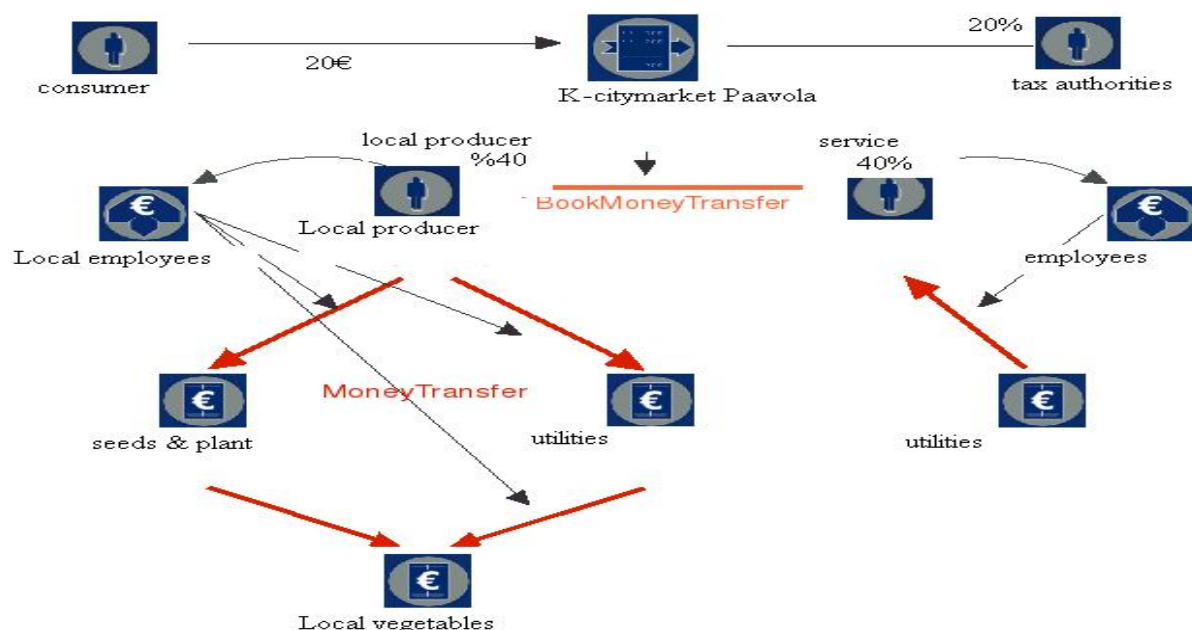 20%
consumer
20€
K-citymarket Paavola
tax authorities
local producer
%40
service
40%
BookMoneyTransfer
€
Local producer
€
Local employees
employees
MoneyTransfer
€
€
€
seeds & plant
utilities
utilities
€
Local vegetables